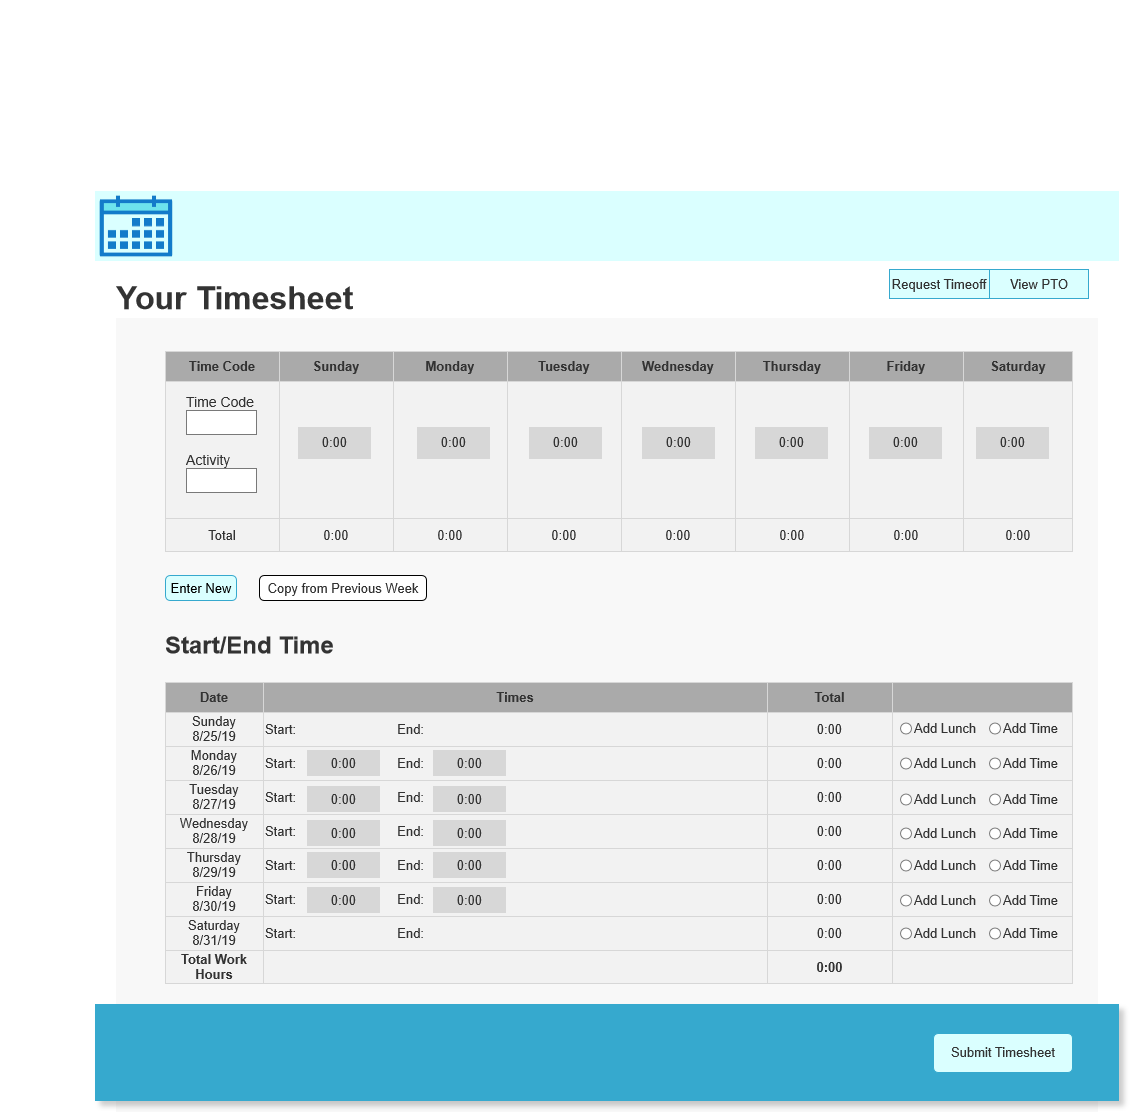 Your Timesheet
Request Timeoff View PTO
Time Code Sunday Monday Tuesday Wednesday Thursday Friday Saturday
Time Code
0:00 0:00 0:00 0:00 0:00 0:00 0:00
Activity
Total 0:00 0:00 0:00 0:00 0:00 0:00 0:00
Enter New Copy from Previous Week
Start/End Time
Date Times Total
Sunday
8/25/19 Start: End: 0:00 Add Lunch Add Time
Monday
8/26/19 Start: 0:00 End: 0:00 0:00 Add Lunch Add Time
Tuesday
8/27/19 Start: 0:00 End: 0:00 0:00 Add Lunch Add Time
Wednesday
8/28/19 Start: 0:00 End: 0:00 0:00 Add Lunch Add Time
Thursday
8/29/19 Start: 0:00 End: 0:00 0:00 Add Lunch Add Time
Friday
8/30/19 Start: 0:00 End: 0:00 0:00 Add Lunch Add Time
Saturday
8/31/19 Start: End: 0:00 Add Lunch Add Time
Total Work
Hours 0:00
Submit Timesheet